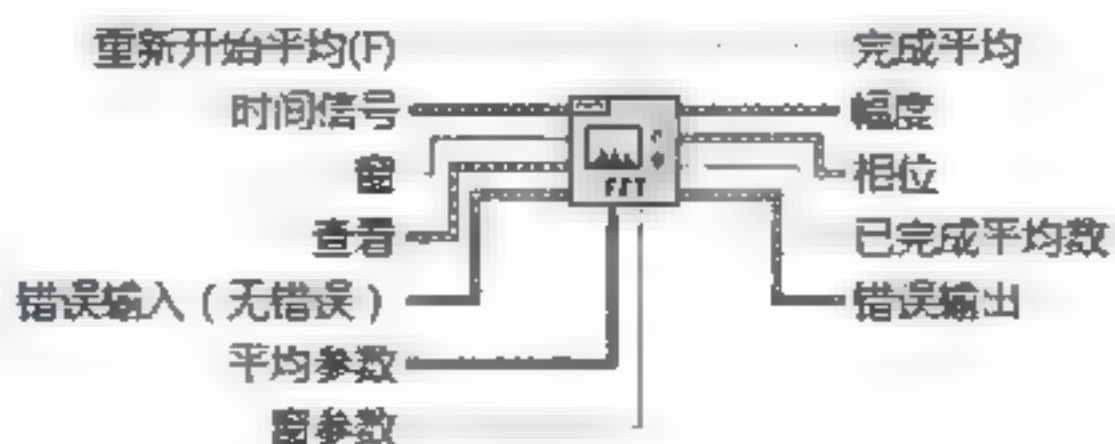 重新开始平均(F)
时间信号
窗
查看
错误输入（无错误）
平均参数
窗参数
FFT
完成平均
幅度
相位
已完成平均数
错误输出